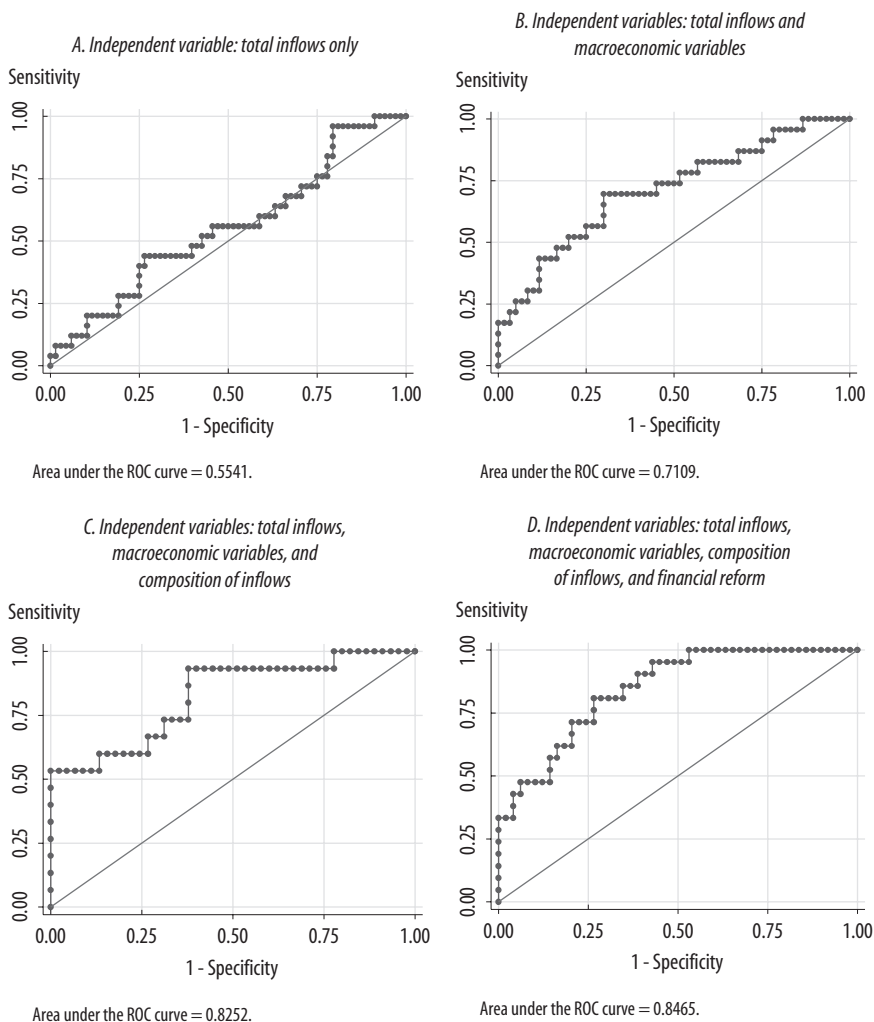 A. Independent variable: total inflows only
Sensitivity
1.00
0.75
0.50
0.25
0.00
0.00 0.25 0.50 0.75 1.00
1 - Specificity
Area under the ROC curve = 0.5541.
B. Independent variables: total inflows and
macroeconomic variables
Sensitivity
1.00
0.75
0.50
0.25
0.00
0.00 0.25 0.50 0.75 1.00
1 - Specificity
Area under the ROC curve = 0.7109.
C. Independent variables: total inflows,
macroeconomic variables, and
composition of inflows
Sensitivity
1.00
0.75
0.50
0.25
0.00
0.00 0.25 0.50 0.75 1.00
1 - Specificity
Area under the ROC curve = 0.8252.
D. Independent variables: total inflows,
macroeconomic variables, composition
of inflows, and financial reform
Sensitivity
1.00
0.75
0.50
0.25
0.00
0.00 0.25 0.50 0.75 1.00
1 - Specificity
Area under the ROC curve = 0.8465.